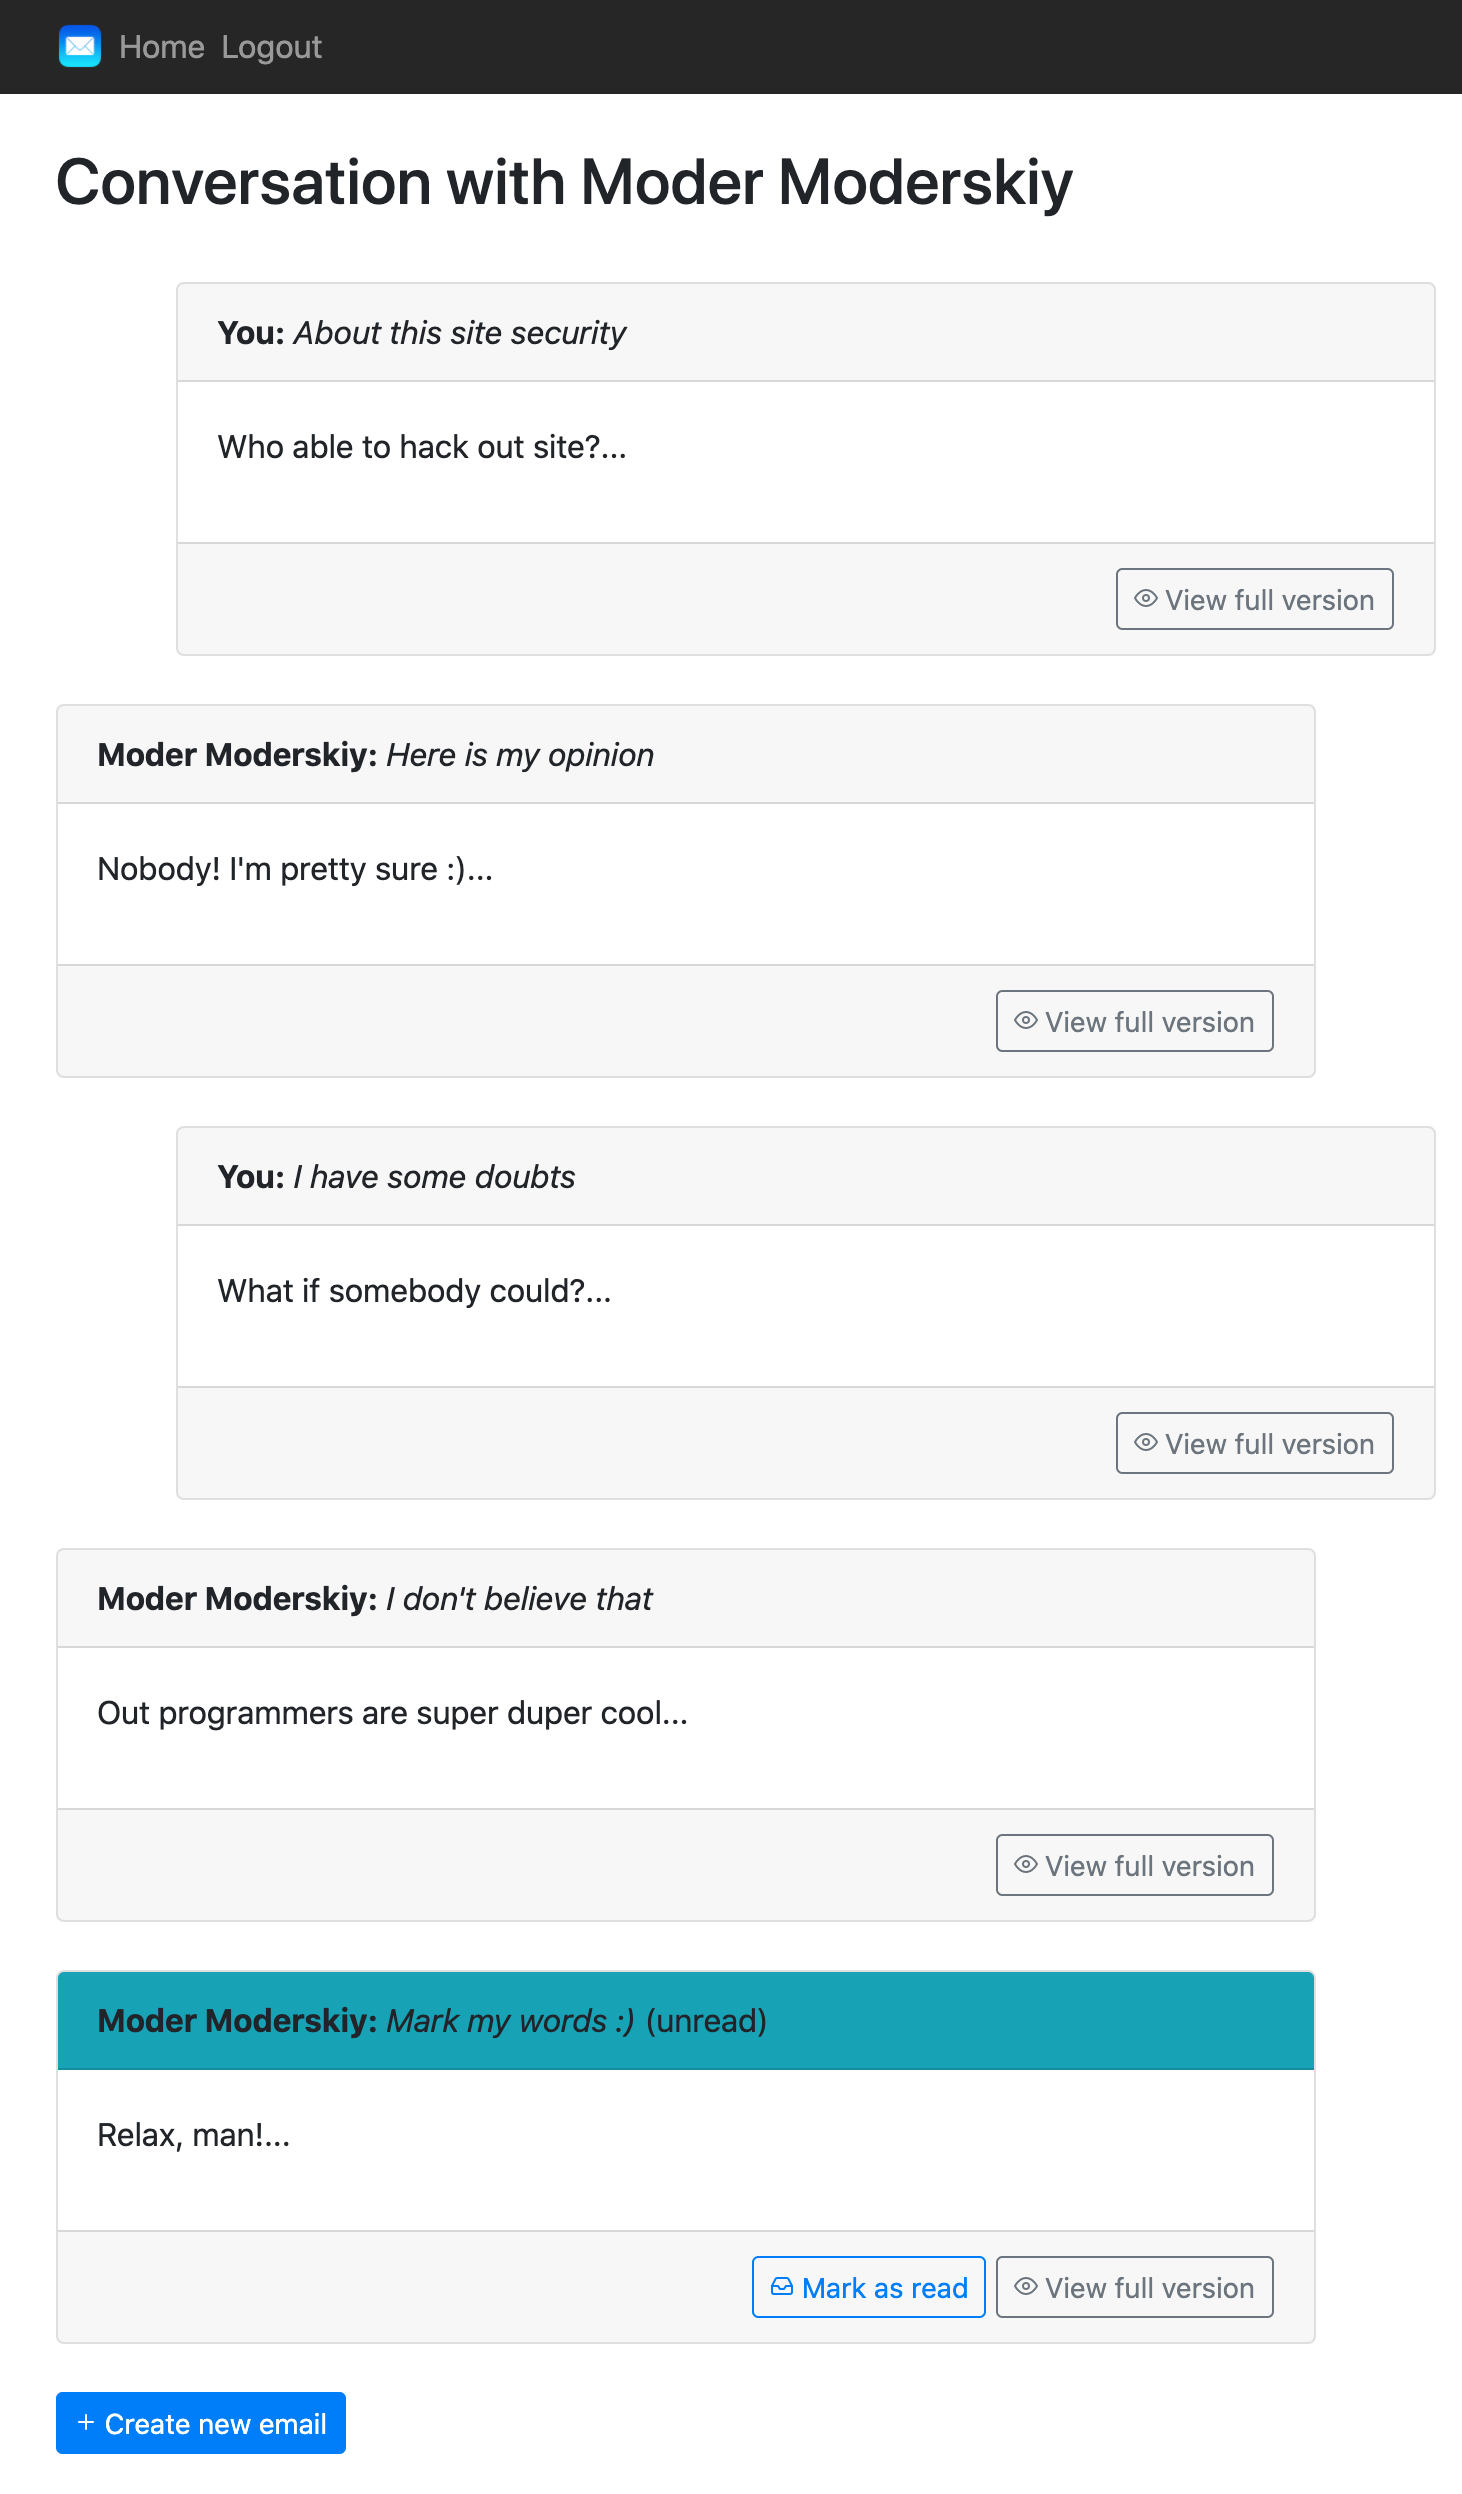 Home Logout
Conversation with Moder Moderskiy
You: About this site security
Who able to hack out site?...
View full version
Moder Moderskiy: Here is my opinion
Nobody! I'm pretty sure :)...
View full version
You: I have some doubts
What if somebody could?...
View full version
Moder Moderskiy: I don't believe that
Out programmers are super duper cool...
View full version
Moder Moderskiy: Mark my words :) (unread)
Relax, man!...
Mark as read View full version
+ Create new email